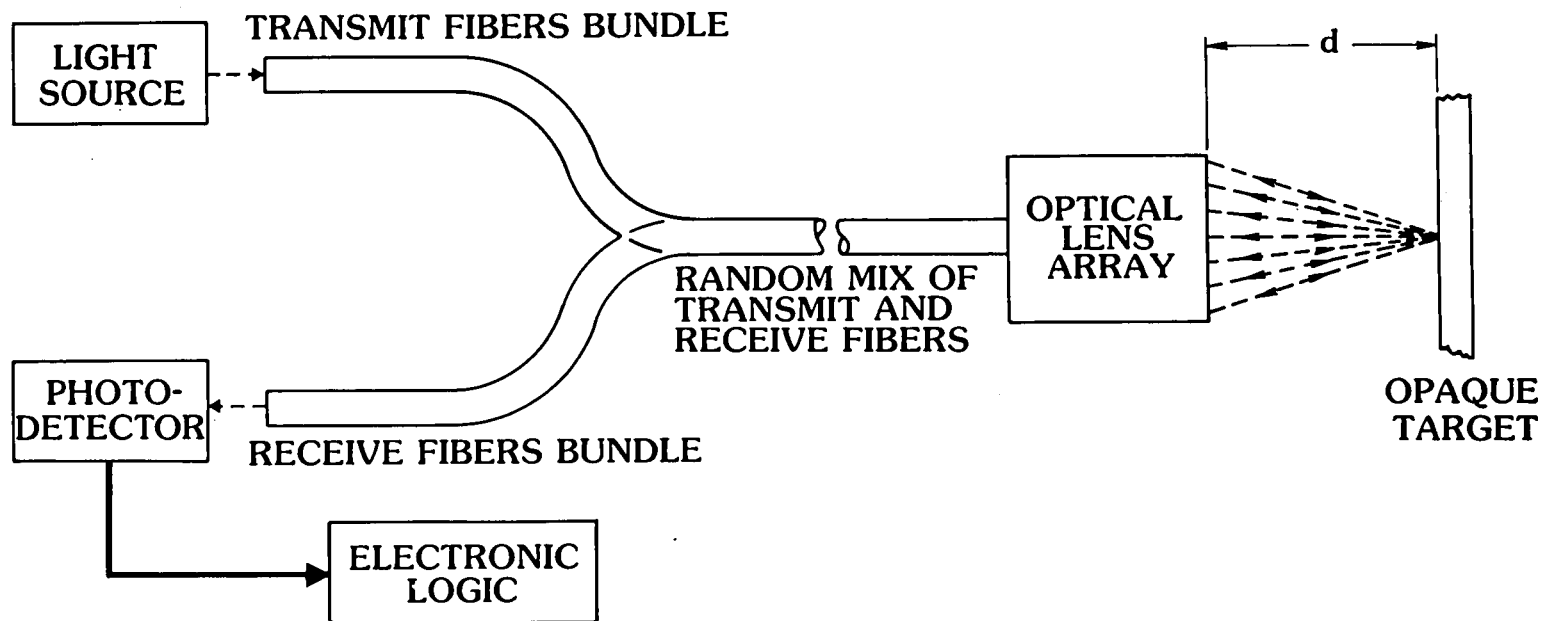 TRANSMIT FIBERS BUNDLE
LIGHT
SOURCE
d
OPTICAL
LENS
ARRAY
RANDOM MIX OF
TRANSMIT AND
RECEIVE FIBERS
PHOTO-
DETECTOR
RECEIVE FIBERS BUNDLE
OPAQUE
TARGET
ELECTRONIC
LOGIC